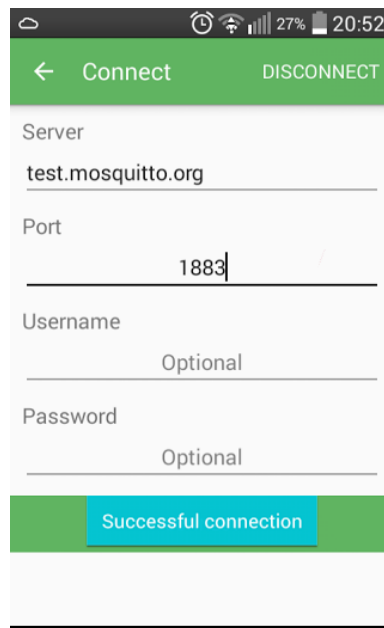 27% 20:52
Connect DISCONNECT
Server
test.mosquitto.org
Port
1883
Username
Optional
Password
Optional
Successful connection